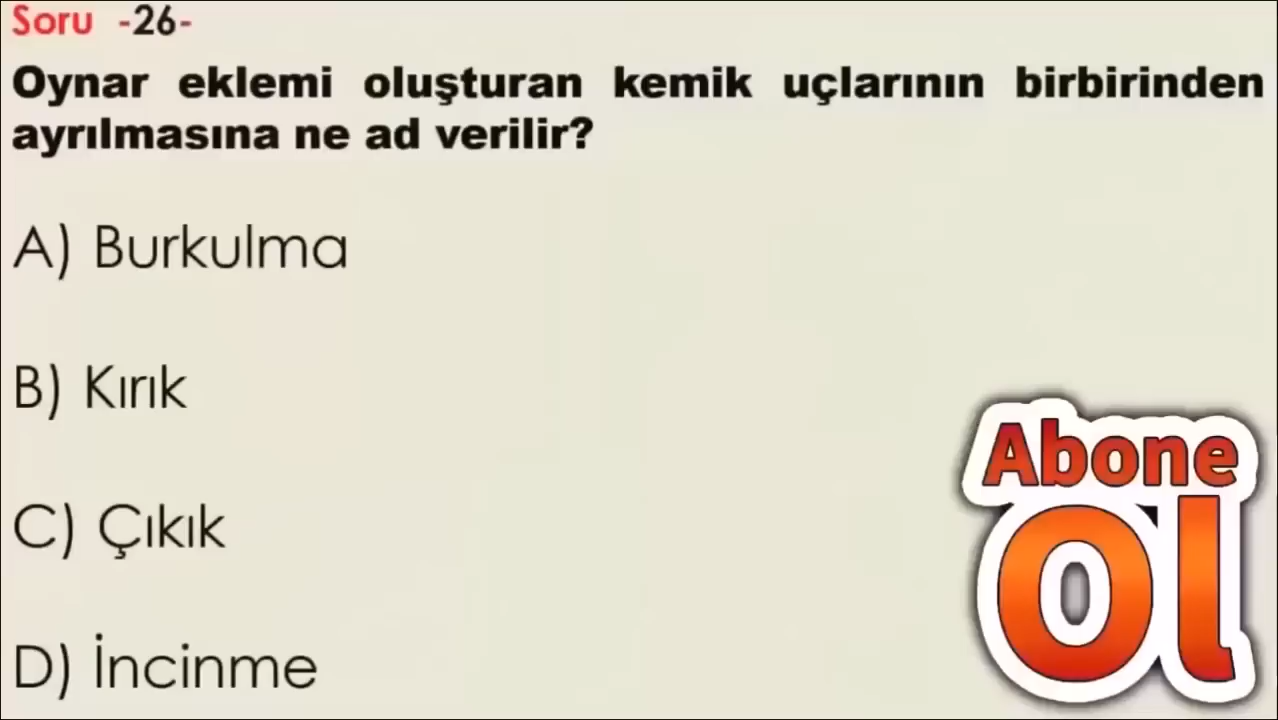 Soru -26-
Oynar eklemi oluşturan kemik uçlarının birbirinden
ayrılmasına ne ad verilir?
A) Burkulma
B) Kırık
C) Çıkık
D) İncinme
Abone
Ol